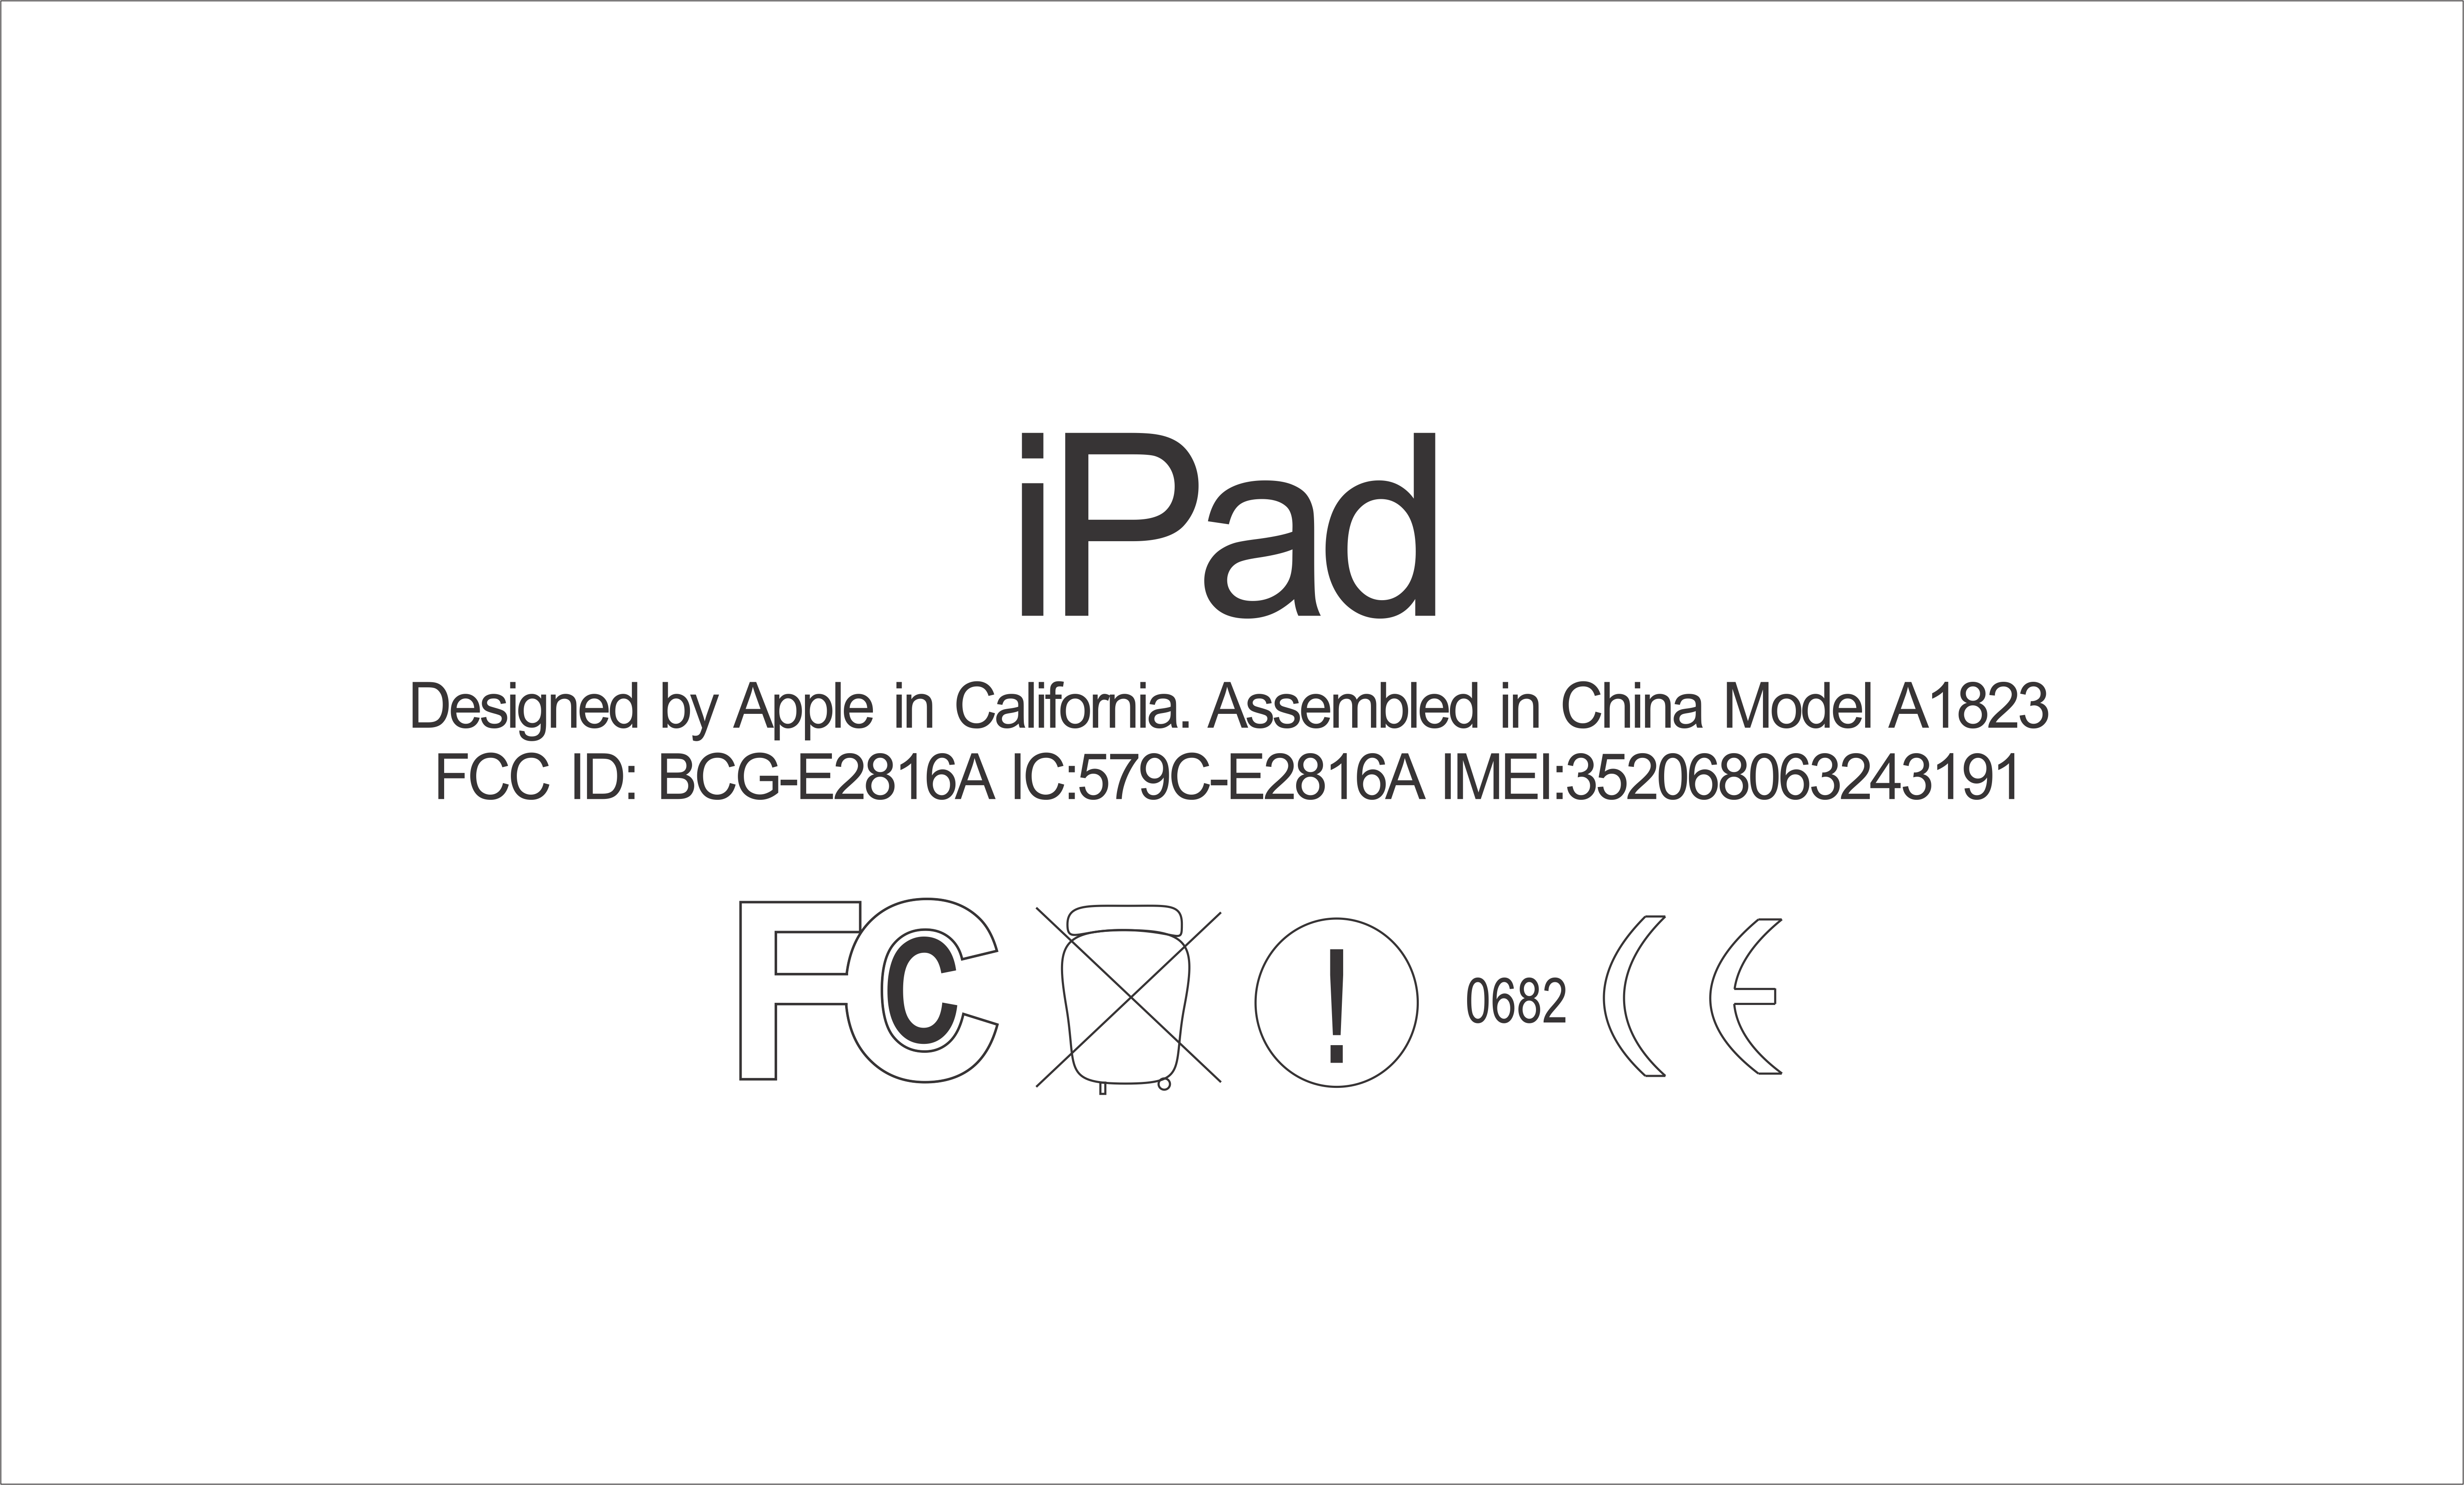 iPad
Designed by Apple in California. Assembled in China Model A1823
FCC ID: BCG-E2816A IC:579C-E2816A IMEI:352068063243191
FC ! 0682 CE